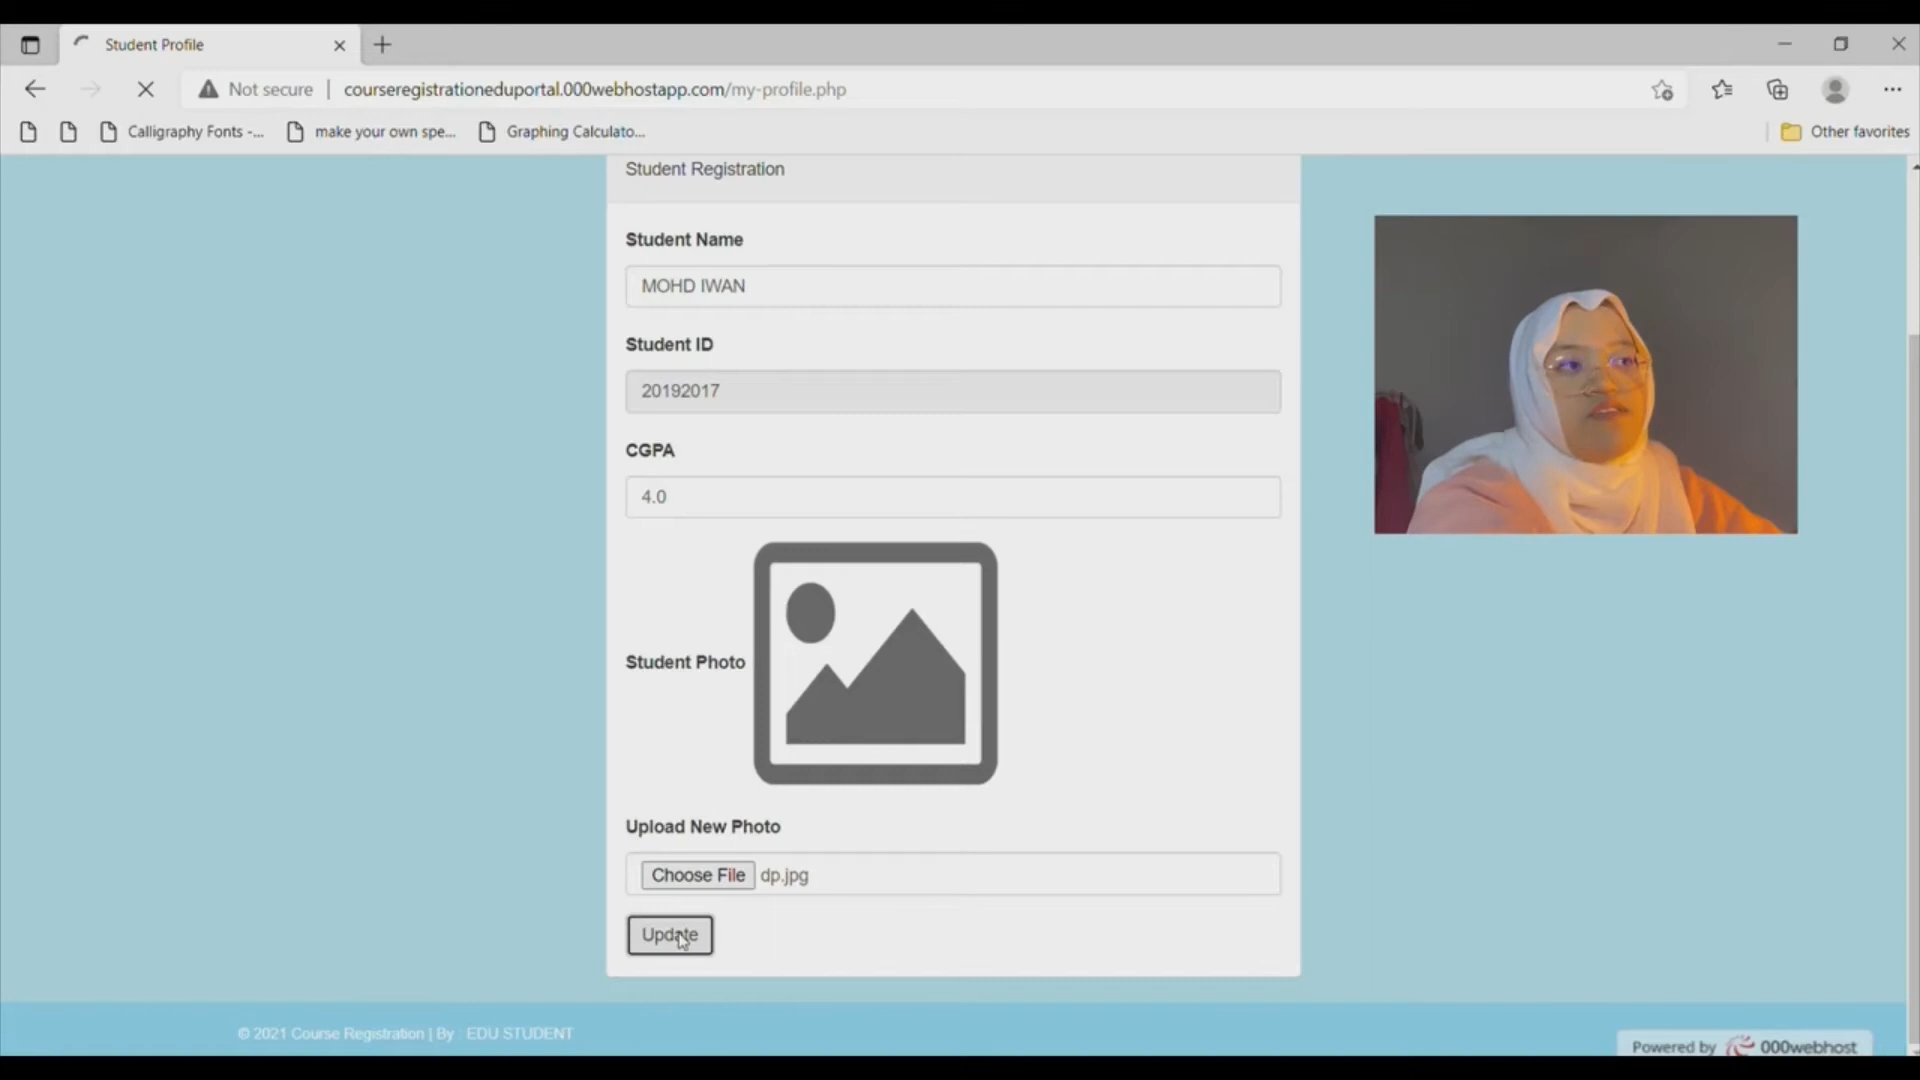 Student Profile
Not secure | courseregistrationeduportal.000webhostapp.com/my-profile.php
Calligraphy Fonts -... make your own spe... Graphing Calculato... Other favorites
Student Registration
Student Name
MOHD IWAN
Student ID
20192017
CGPA
4.0
Student Photo
Upload New Photo
Choose File dp.jpg
Update
© 2021 Course Registration | By : EDU STUDENT
Powered by 000webhost